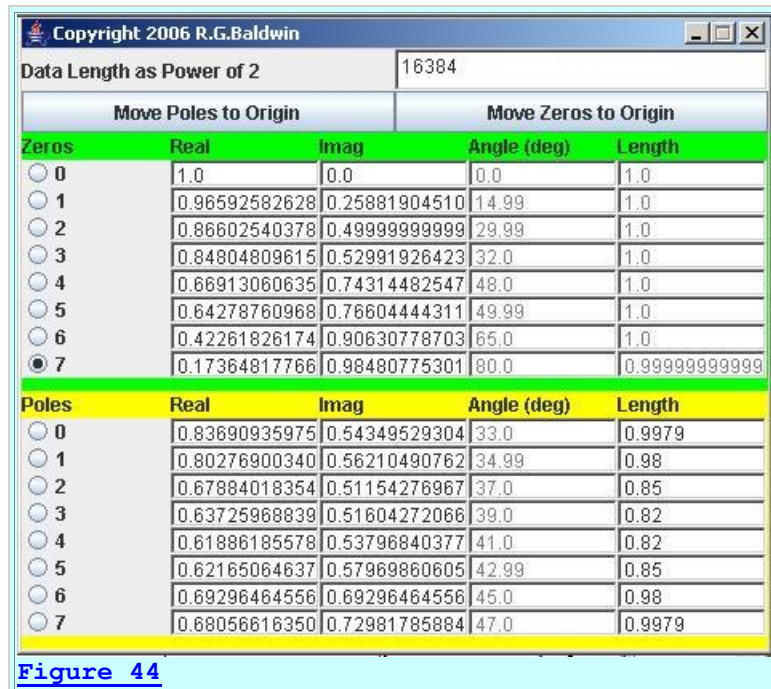 Copyright 2006 R.G.Baldwin
Data Length as Power of 2 16384
Move Poles to Origin Move Zeros to Origin
Zeros Real Imag Angle (deg) Length
0 1.0 0.0 0.0 1.0
1 0.96592582628 0.25881904510 14.99 1.0
2 0.86602540378 0.49999999999 29.99 1.0
3 0.84804809615 0.52991926423 32.0 1.0
4 0.66913060635 0.74314482547 48.0 1.0
5 0.64278760968 0.76604444311 49.99 1.0
6 0.42261826174 0.90630778703 65.0 1.0
7 0.17364817766 0.98480775301 80.0 0.99999999999
Poles Real Imag Angle (deg) Length
0 0.83690935975 0.54349529304 33.0 0.9979
1 0.80276900340 0.56210490762 34.99 0.98
2 0.67884018354 0.51154276967 37.0 0.85
3 0.63725968839 0.51604272066 39.0 0.82
4 0.61886185578 0.53796840377 41.0 0.82
5 0.62165064637 0.57969860605 42.99 0.85
6 0.69296464556 0.69296464556 45.0 0.98
7 0.68056616350 0.72981785884 47.0 0.9979
Figure 44